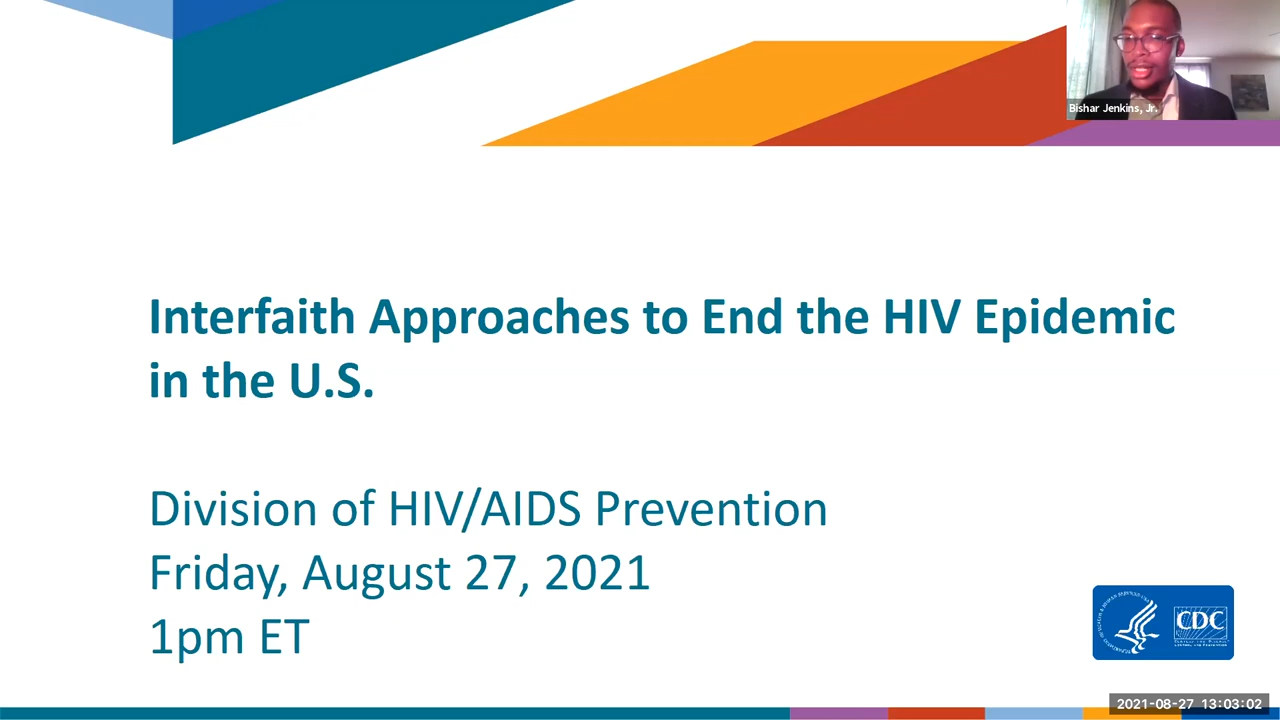 Bishar Jenkins, Jr.
Interfaith Approaches to End the HIV Epidemic
in the U.S.
Division of HIV/AIDS Prevention
Friday, August 27, 2021
1pm ET
CDC
2021-08-27 13:03:02